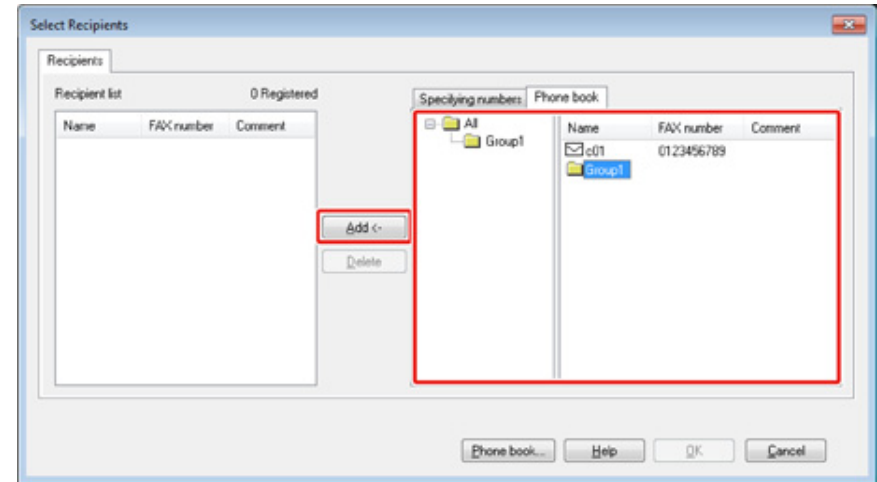 Select Recipients
Recipients
Recipient list 0 Registered
Name FAX number Comment
Add <-
Delete
Specifying numbers Phone book
All
Group1
Name FAX number Comment
c01 0123456789
Group1
Phone book... Help OK Cancel